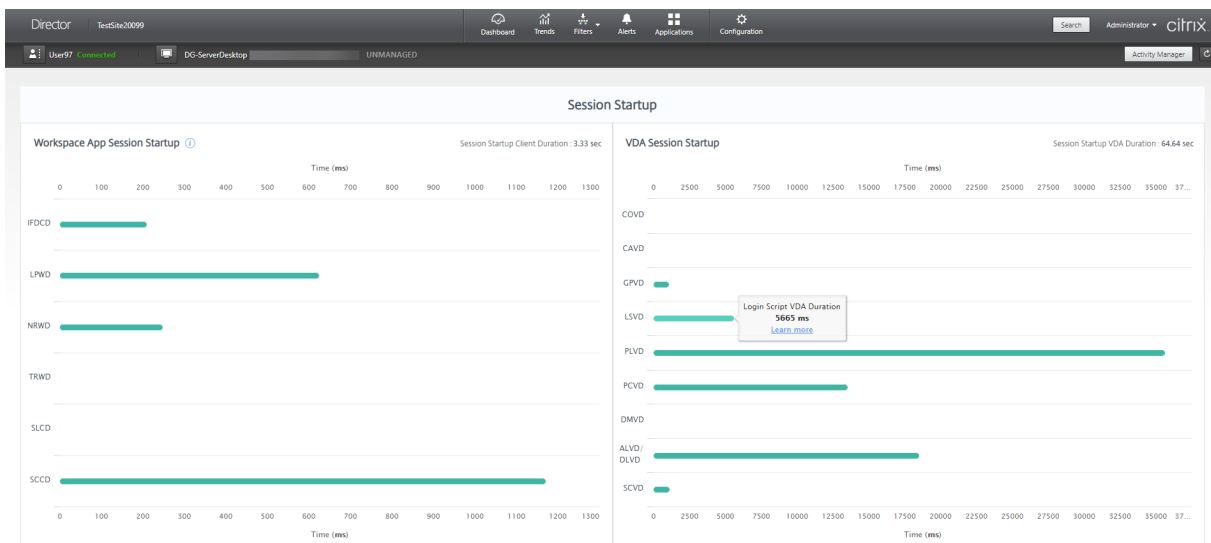 Director TestSite20099 Dashboard Trends Filters Alerts Applications Configuration Search Administrator citrix
User97 Connected DG-ServerDesktop UNMANAGED Activity Manager
Session Startup
Workspace App Session Startup Session Startup Client Duration : 3.33 sec
Time (ms)
0 100 200 300 400 500 600 700 800 900 1000 1100 1200 1300
IFDCD
LPWD
NRWD
TRWD
SLCD
SCCD
0 100 200 300 400 500 600 700 800 900 1000 1100 1200 1300
Time (ms)
VDA Session Startup Session Startup VDA Duration : 64.64 sec
Time (ms)
0 2500 5000 7500 10000 12500 15000 17500 20000 22500 25000 27500 30000 32500 35000 37...
COVD
CAVD
GPVD
LSVD
Login Script VDA Duration
5665 ms
Learn more
PLVD
PCVD
DMVD
ALVD/
DLVD
SCVD
0 2500 5000 7500 10000 12500 15000 17500 20000 22500 25000 27500 30000 32500 35000 37...
Time (ms)